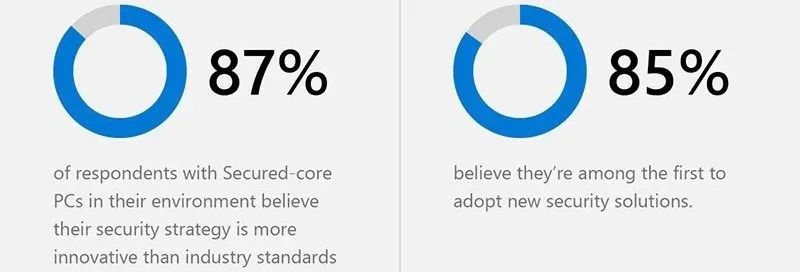 87%
of respondents with Secured-core
PCs in their environment believe
their security strategy is more
innovative than industry standards
85%
believe they’re among the first to
adopt new security solutions.